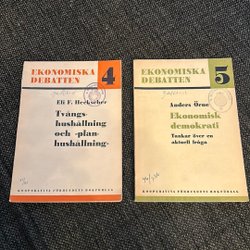 EKONOMISKA
DEBATTEN
4
Eli F. Heckscher
Tvångs-
hushållning
och »plan-
hushållning»
KOOPERATIVA FÖRBUNDETS BOKFÖRLAG
EKONOMISKA
DEBATTEN
5
Anders Örne
Ekonomisk
demokrati
Tankar över en
aktuell fråga
KOOPERATIVA FÖRBUNDETS BOKFÖRLAG